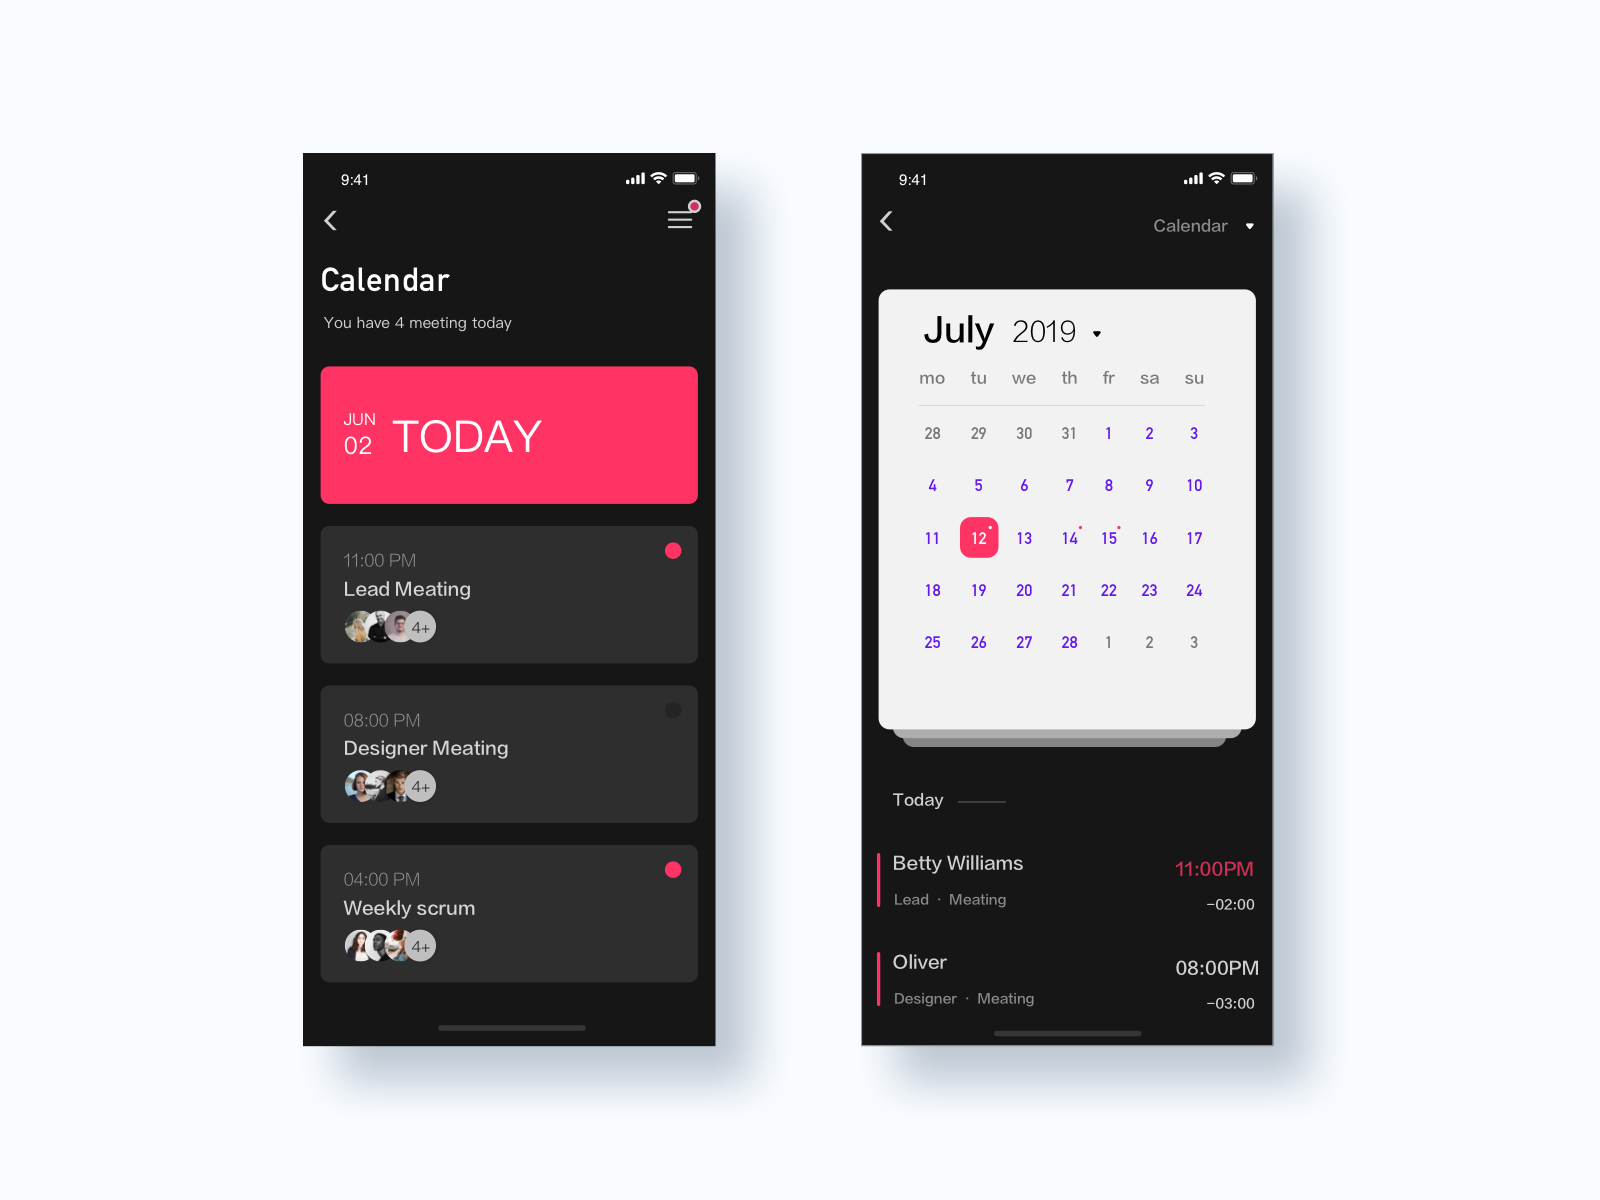 9:41
Calendar
You have 4 meeting today
JUN
02
TODAY
11:00 PM
Lead Meating
4+
08:00 PM
Designer Meating
4+
04:00 PM
Weekly scrum
4+
9:41
Calendar
July 2019
mo tu we th fr sa su
28 29 30 31 1 2 3
4 5 6 7 8 9 10
11 12 13 14 15 16 17
18 19 20 21 22 23 24
25 26 27 28 1 2 3
Today
Betty Williams 11:00PM
Lead · Meating –02:00
Oliver 08:00PM
Designer · Meating –03:00